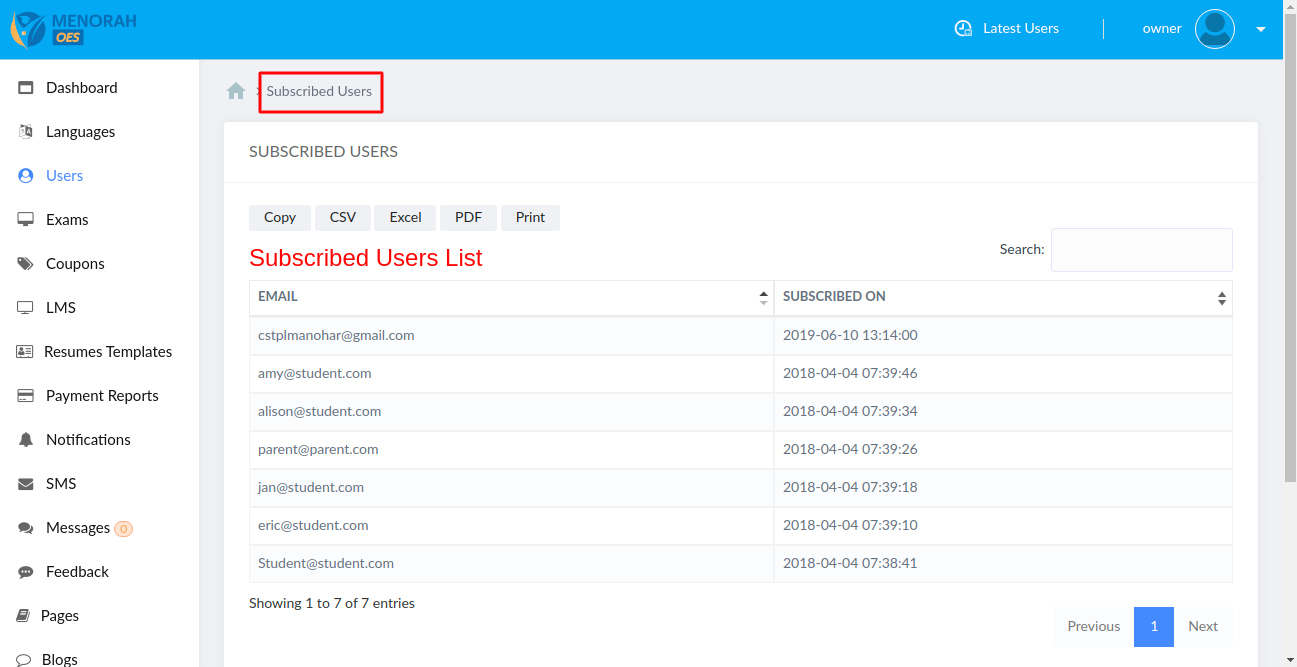 MENORAH
OES
Latest Users
owner
Dashboard
Languages
Users
Exams
Coupons
LMS
Resumes Templates
Payment Reports
Notifications
SMS
Messages 0
Feedback
Pages
Blogs
› Subscribed Users
SUBSCRIBED USERS
Copy CSV Excel PDF Print
Subscribed Users List
Search:
EMAIL SUBSCRIBED ON
cstplmanohar@gmail.com 2019-06-10 13:14:00
amy@student.com 2018-04-04 07:39:46
alison@student.com 2018-04-04 07:39:34
parent@parent.com 2018-04-04 07:39:26
jan@student.com 2018-04-04 07:39:18
eric@student.com 2018-04-04 07:39:10
Student@student.com 2018-04-04 07:38:41
Showing 1 to 7 of 7 entries
Previous 1 Next